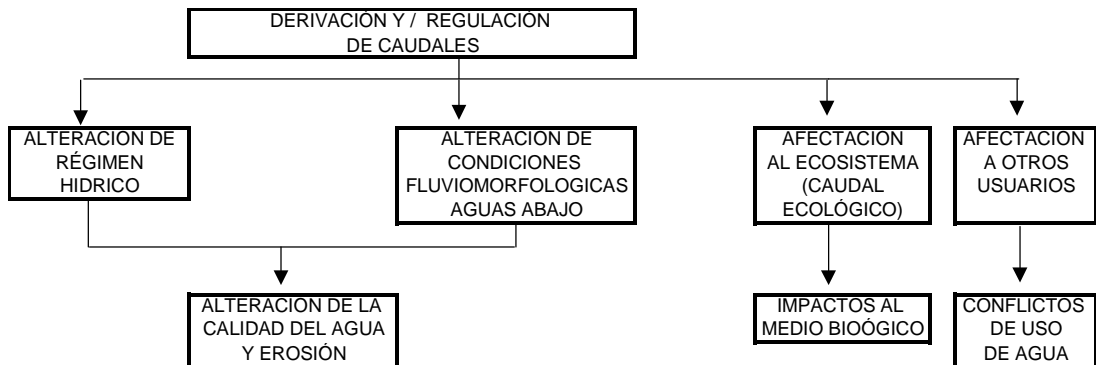 DERIVACIÓN Y / REGULACIÓN
DE CAUDALES
ALTERACION DE
RÉGIMEN
HIDRICO
ALTERACION DE
CONDICIONES
FLUVIOMORFOLOGICAS
AGUAS ABAJO
AFECTACION
AL ECOSISTEMA
(CAUDAL
ECOLÓGICO)
AFECTACION
A OTROS
USUARIOS
ALTERACION DE LA
CALIDAD DEL AGUA
Y EROSIÓN
IMPACTOS AL
MEDIO BIOÓGICO
CONFLICTOS
DE USO
DE AGUA